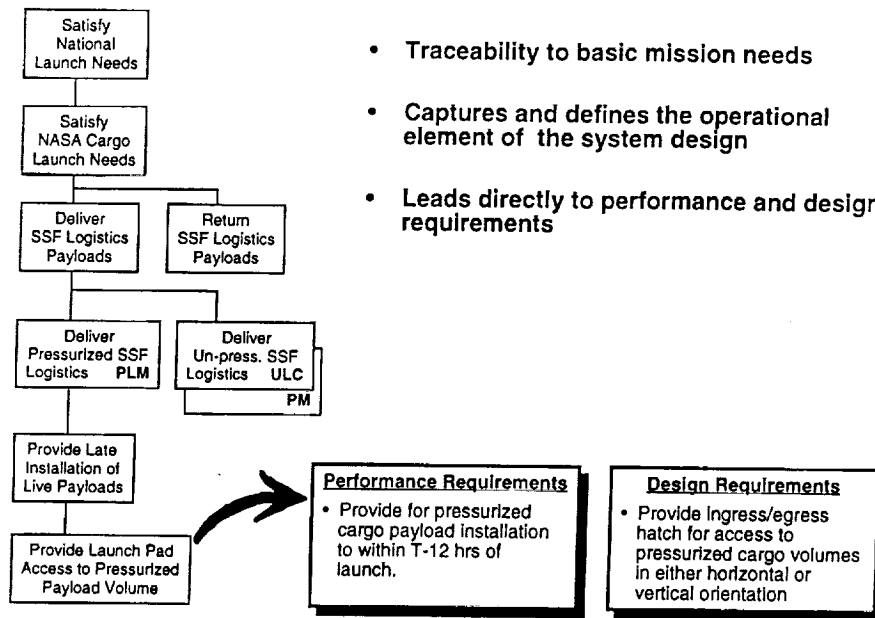 Satisfy
National
Launch Needs
• Traceability to basic mission needs
Satisfy
NASA Cargo
Launch Needs
• Captures and defines the operational
element of the system design
• Leads directly to performance and design
requirements
Deliver
SSF Logistics
Payloads
Return
SSF Logistics
Payloads
Deliver
Pressurized SSF
Logistics PLM
Deliver
Un-press. SSF
Logistics ULC
PM
Provide Late
Installation of
Live Payloads
Provide Launch Pad
Access to Pressurized
Payload Volume
Performance Requirements
• Provide for pressurized
cargo payload installation
to within T-12 hrs of
launch.
Design Requirements
• Provide ingress/egress
hatch for access to
pressurized cargo volumes
in either horizontal or
vertical orientation